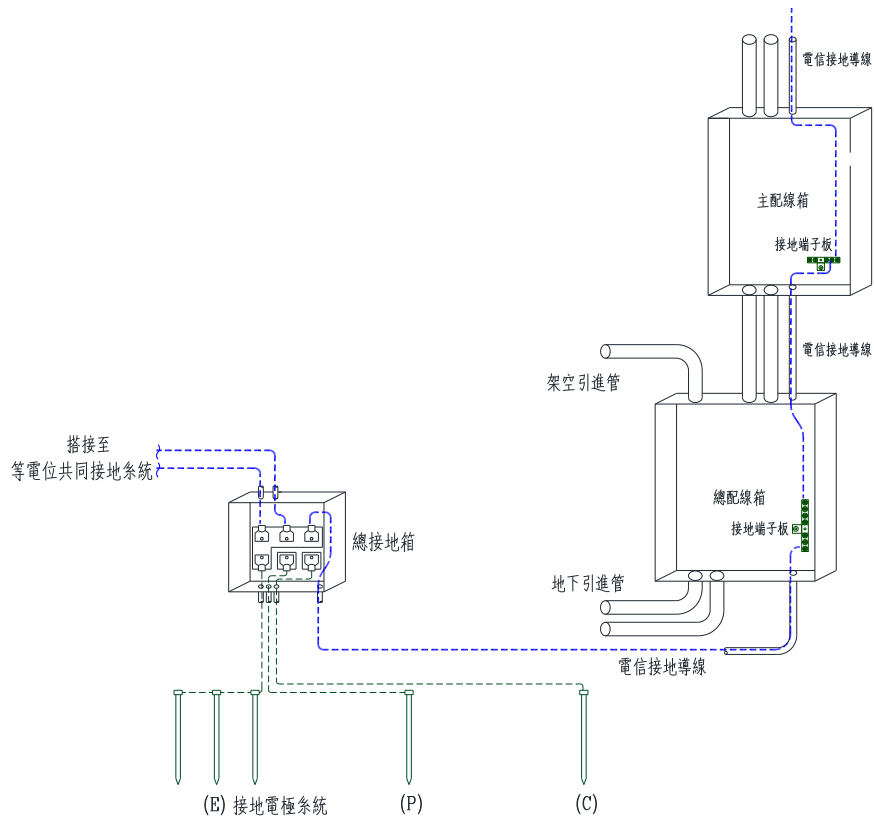 電信接地導線
主配線箱
接地端子板
電信接地導線
架空引進管
搭接至
等電位共同接地系統
總配線箱
接地端子板
總接地箱
地下引進管
電信接地導線
(E) 接地電極系統
(P)
(C)